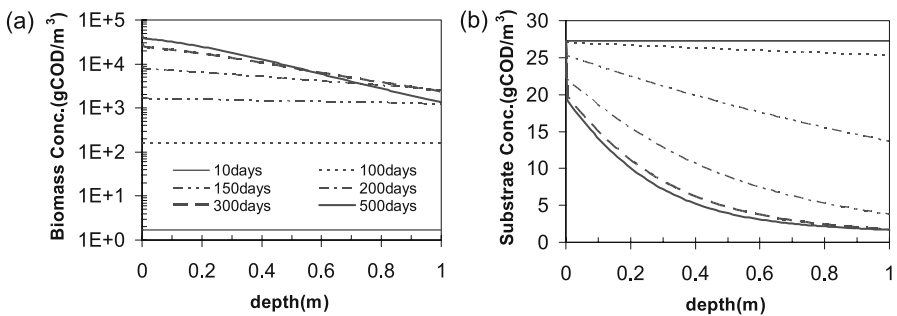 (a)
Biomass Conc.(gCOD/m³)
1E+5
1E+4
1E+3
1E+2
1E+1
1E+0
10days
100days
150days
200days
300days
500days
0 0.2 0.4 0.6 0.8 1
depth(m)
(b)
Substrate Conc.(gCOD/m³)
30
25
20
15
10
5
0
0 0.2 0.4 0.6 0.8 1
depth(m)